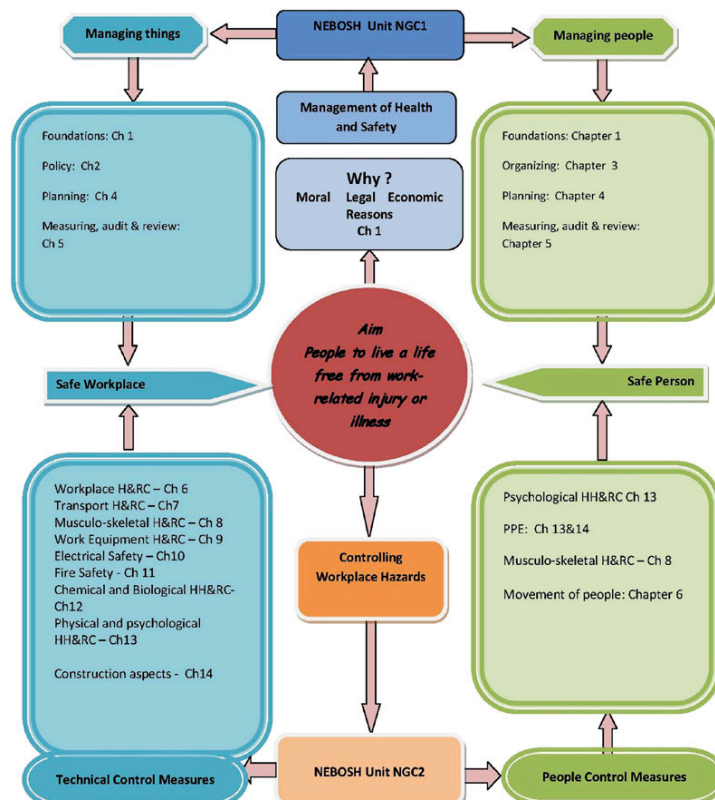 Managing things
NEBOSH Unit NGC1
Managing people
Management of Health
and Safety
Foundations: Ch 1
Policy: Ch2
Planning: Ch 4
Measuring, audit & review:
Ch 5
Why ?
Moral Legal Economic
Reasons
Ch 1
Foundations: Chapter 1
Organizing: Chapter 3
Planning: Chapter 4
Measuring, audit & review:
Chapter 5
Aim
People to live a life
free from work-
related injury or
illness
Safe Workplace
Safe Person
Workplace H&RC – Ch 6
Transport H&RC – Ch7
Musculo-skeletal H&RC – Ch 8
Work Equipment H&RC – Ch 9
Electrical Safety – Ch10
Fire Safety - Ch 11
Chemical and Biological HH&RC-
Ch12
Physical and psychological
HH&RC – Ch13
Construction aspects - Ch14
Controlling
Workplace Hazards
Psychological HH&RC Ch 13
PPE: Ch 13&14
Musculo-skeletal H&RC – Ch 8
Movement of people: Chapter 6
Technical Control Measures
NEBOSH Unit NGC2
People Control Measures